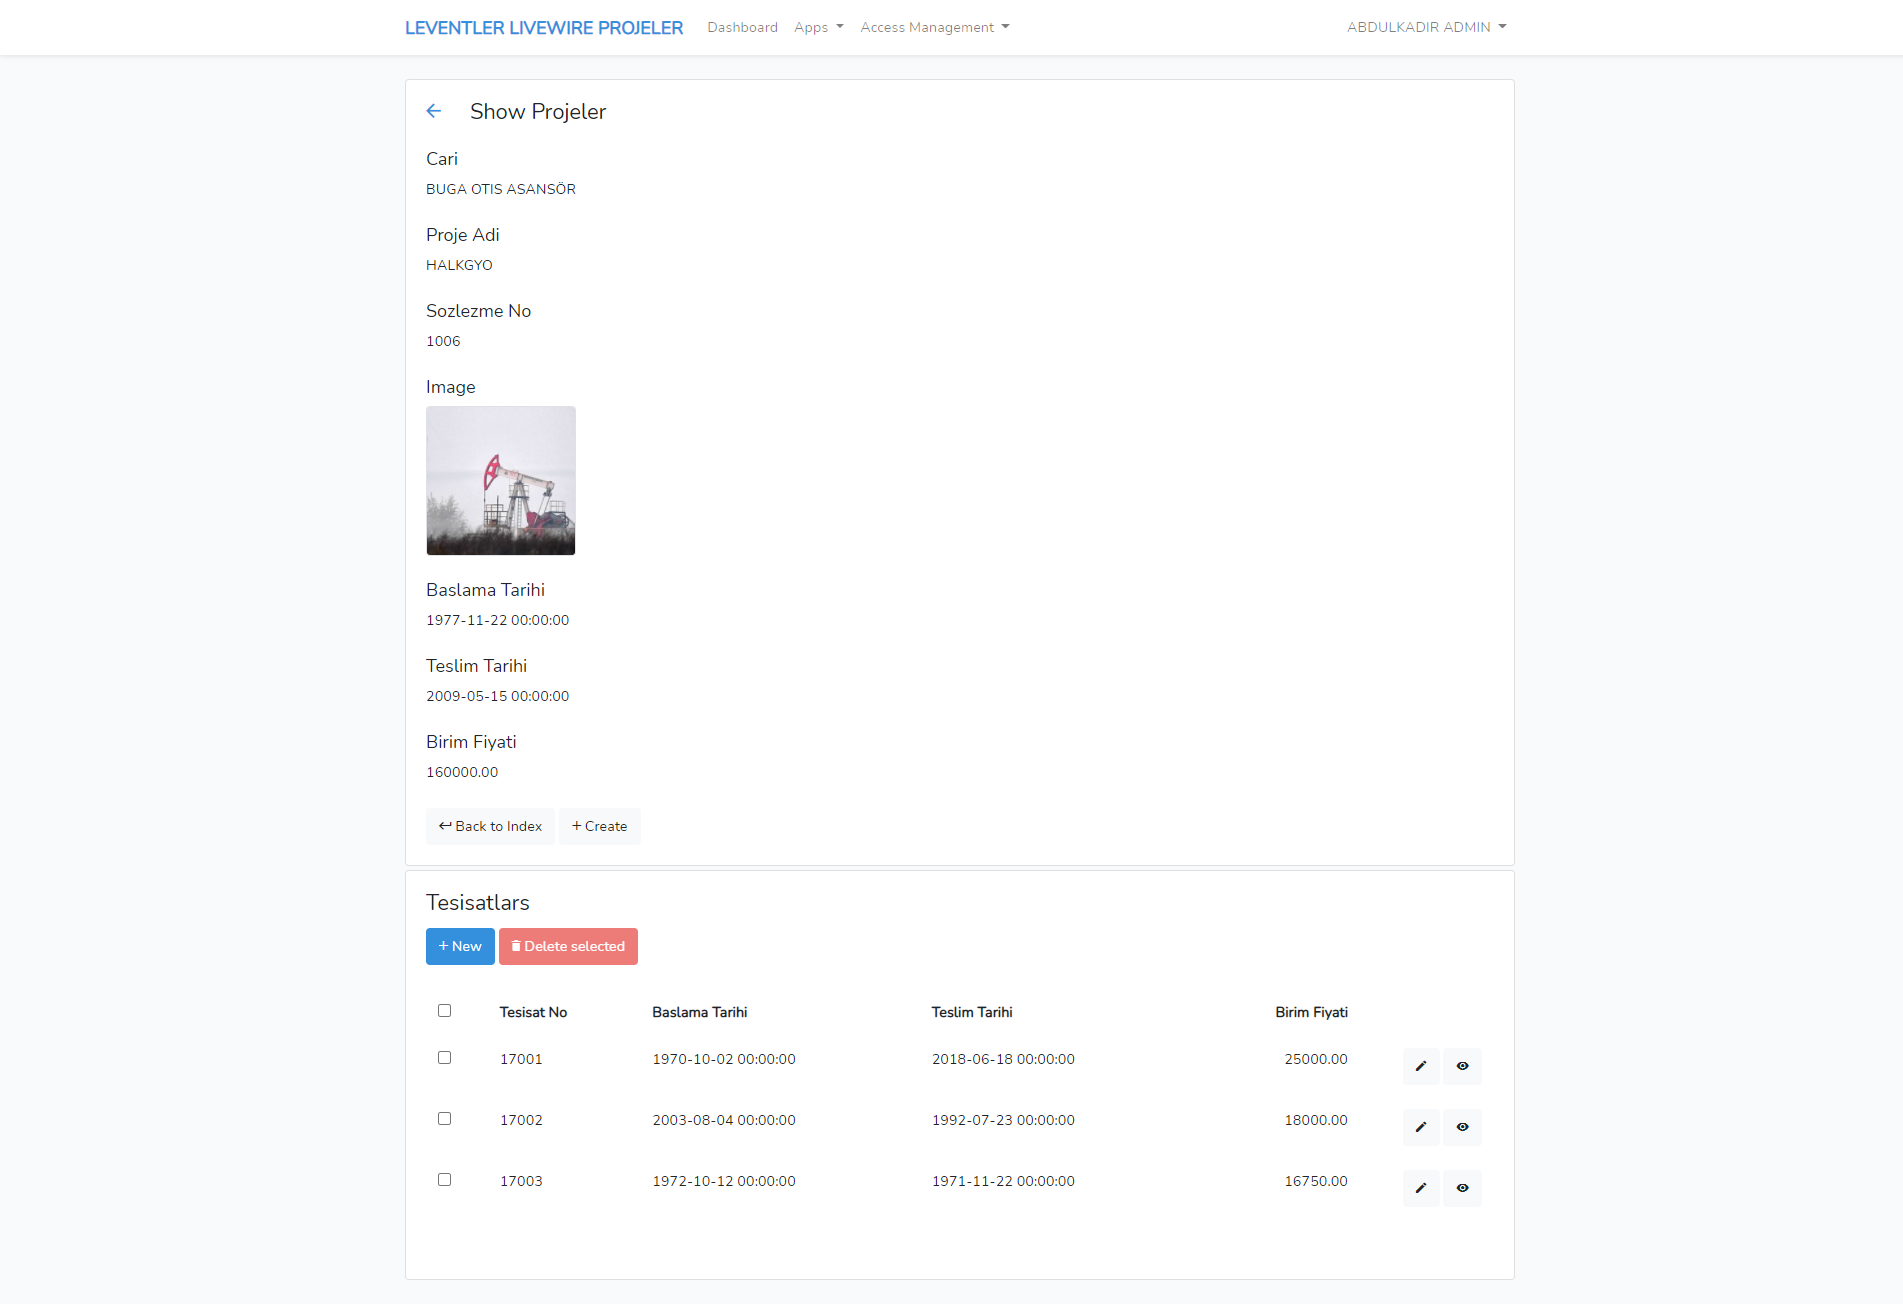 LEVENTLER LIVEWIRE PROJELER Dashboard Apps Access Management ABDULKADIR ADMIN
Show Projeler
Cari
BUGA OTIS ASANSÖR
Proje Adi
HALKGYO
Sozlezme No
1006
Image
Baslama Tarihi
1977-11-22 00:00:00
Teslim Tarihi
2009-05-15 00:00:00
Birim Fiyati
160000.00
Back to Index Create
Tesisatlars
New Delete selected
Tesisat No Baslama Tarihi Teslim Tarihi Birim Fiyati
17001 1970-10-02 00:00:00 2018-06-18 00:00:00 25000.00
17002 2003-08-04 00:00:00 1992-07-23 00:00:00 18000.00
17003 1972-10-12 00:00:00 1971-11-22 00:00:00 16750.00